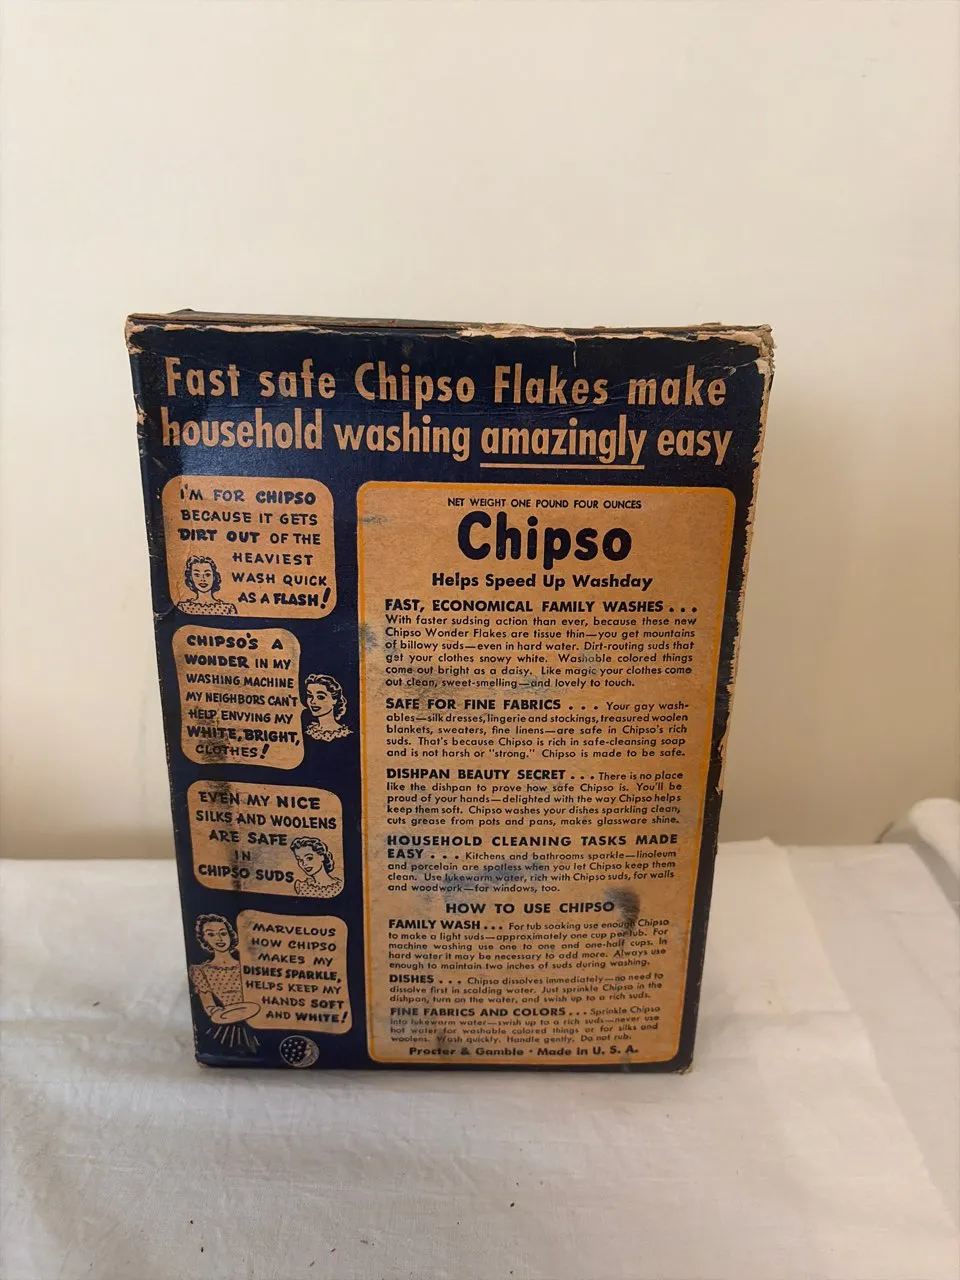 Fast safe Chipso Flakes make
household washing amazingly easy
I'M FOR CHIPSO
BECAUSE IT GETS
DIRT OUT OF THE
HEAVIEST
WASH QUICK
AS A FLASH!
CHIPSO'S A
WONDER IN MY
WASHING MACHINE
MY NEIGHBORS CAN'T
HELP ENVYING MY
WHITE, BRIGHT,
CLOTHES!
EVEN MY NICE
SILKS AND WOOLENS
ARE SAFE
IN
CHIPSO SUDS
MARVELOUS
HOW CHIPSO
MAKES MY
DISHES SPARKLE,
HELPS KEEP MY
HANDS SOFT
AND WHITE!
NET WEIGHT ONE POUND FOUR OUNCES
Chipso
Helps Speed Up Washday
FAST, ECONOMICAL FAMILY WASHES . . .
With faster sudsing action than ever, because these new
Chipso Wonder Flakes are tissue thin—you get mountains
of billowy suds—even in hard water. Dirt-routing suds that
get your clothes snowy white. Washable colored things
come out bright as a daisy. Like magic your clothes come
out clean, sweet-smelling—and lovely to touch.
SAFE FOR FINE FABRICS . . . Your gay wash-
ables—silk dresses, lingerie and stockings, treasured woolen
blankets, sweaters, fine linens—are safe in Chipso's rich
suds. That's because Chipso is rich in safe-cleansing soap
and is not harsh or "strong." Chipso is made to be safe.
DISHPAN BEAUTY SECRET . . . There is no place
like the dishpan to prove how safe Chipso is. You'll be
proud of your hands—delighted with the way Chipso helps
keep them soft. Chipso washes your dishes sparkling clean,
cuts grease from pots and pans, makes glassware shine.
HOUSEHOLD CLEANING TASKS MADE
EASY . . . Kitchens and bathrooms sparkle—linoleum
and porcelain are spotless when you let Chipso keep them
clean. Use lukewarm water, rich with Chipso suds, for walls
and woodwork—for windows, too.
HOW TO USE CHIPSO
FAMILY WASH . . . For tub soaking use enough Chipso
to make a light suds—approximately one cup per tub. For
machine washing use one to one and one-half cups. In
hard water it may be necessary to add more. Always use
enough to maintain two inches of suds during washing.
DISHES . . . Chipso dissolves immediately—no need to
dissolve first in scalding water. Just sprinkle Chipso in the
dishpan, turn on the water, and swish up to a rich suds.
FINE FABRICS AND COLORS . . . Sprinkle Chipso
into lukewarm water—swish up to a rich suds—never use
hot water for washable colored things or for silks and
woolens. Wash quickly. Handle gently. Do not rub.
Procter & Gamble · Made in U. S. A.